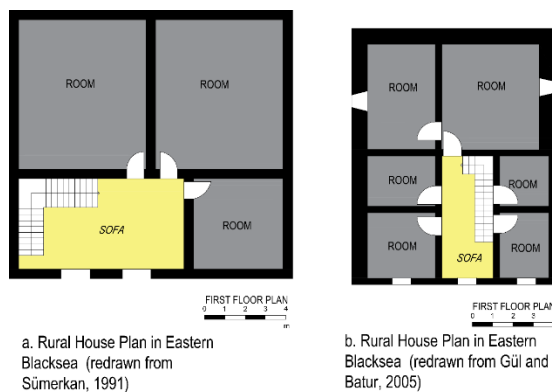 ROOM
ROOM
SOFA
ROOM
FIRST FLOOR PLAN
0 1 2 3 4
m
a. Rural House Plan in Eastern
Blacksea (redrawn from
Sümerkan, 1991)
ROOM
ROOM
ROOM
ROOM
ROOM
ROOM
SOFA
FIRST FLOOR PLAN
0 1 2 3
b. Rural House Plan in Eastern
Blacksea (redrawn from Gül and
Batur, 2005)